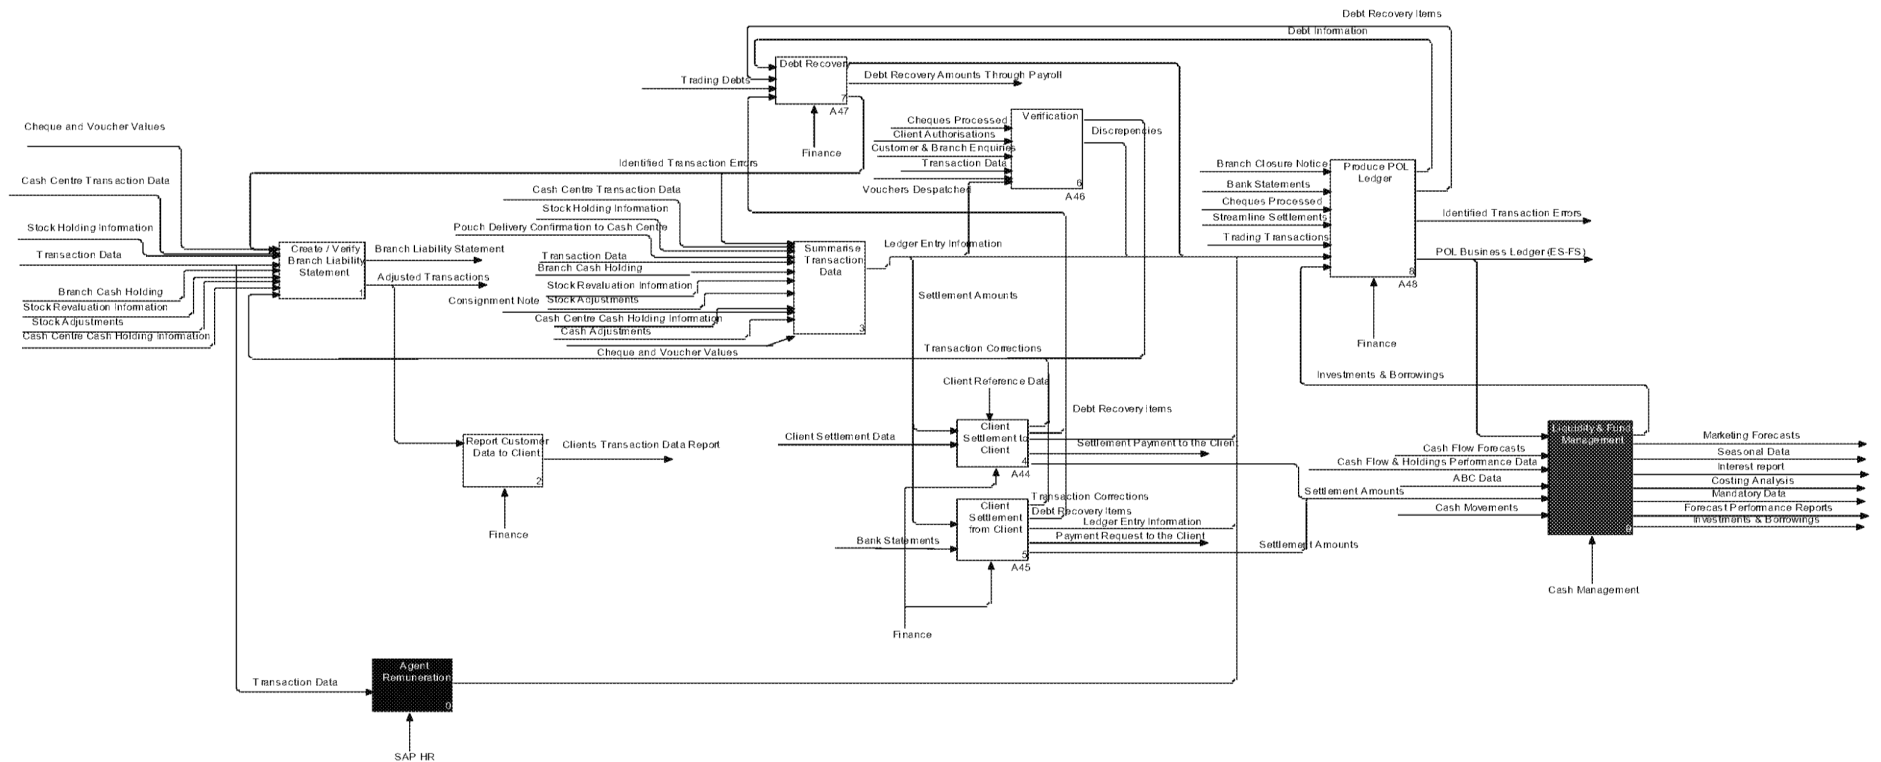 Debt Recovery Items
Debt Information
Debt Recover
7
A47
Trading Debts
Debt Recovery Amounts Through Payroll
Finance
Cheque and Voucher Values
Cash Centre Transaction Data
Stock Holding Information
Transaction Data
Branch Cash Holding
Stock Revaluation Information
Stock Adjustments
Cash Centre Cash Holding Information
Create / Verify
Branch Liability
Statement
1
Branch Liability Statement
Adjusted Transactions
Identified Transaction Errors
Cash Centre Transaction Data
Stock Holding Information
Pouch Delivery Confirmation to Cash Centre
Transaction Data
Branch Cash Holding
Stock Revaluation Information
Consignment Note
Stock Adjustments
Cash Centre Cash Holding Information
Cash Adjustments
Cheque and Voucher Values
Summarise
Transaction
Data
3
Ledger Entry Information
Cheques Processed
Client Authorisations
Customer & Branch Enquiries
Transaction Data
Vouchers Despatched
Verification
6
A46
Discrepencies
Branch Closure Notice
Bank Statements
Cheques Processed
Streamline Settlements
Trading Transactions
Produce POL
Ledger
8
A48
Identified Transaction Errors
POL Business Ledger (ES-FS)
Finance
Settlement Amounts
Transaction Corrections
Client Reference Data
Debt Recovery Items
Client Settlement Data
Client
Settlement to
Client
4
A44
Settlement Payment to the Client
Report Customer
Data to Client
2
Clients Transaction Data Report
Finance
Transaction Corrections
Debt Recovery Items
Ledger Entry Information
Payment Request to the Client
Settlement Amounts
Bank Statements
Client
Settlement
from Client
5
A45
Finance
Investments & Borrowings
Cash Flow Forecasts
Cash Flow & Holdings Performance Data
ABC Data
Settlement Amounts
Cash Movements
Liquidity & Fund
Management
Marketing Forecasts
Seasonal Data
Interest report
Costing Analysis
Mandatory Data
Forecast Performance Reports
Investments & Borrowings
Cash Management
Transaction Data
Agent
Remuneration
0
SAP HR